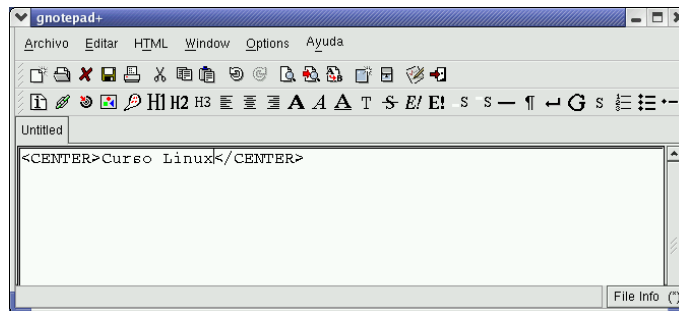 gnotepad+
Archivo Editar HTML Window Options Ayuda
H1 H2 H3 A A A T S E! E! S S ¶ G S
Untitled
<CENTER>Curso Linux</CENTER>
File Info (*)